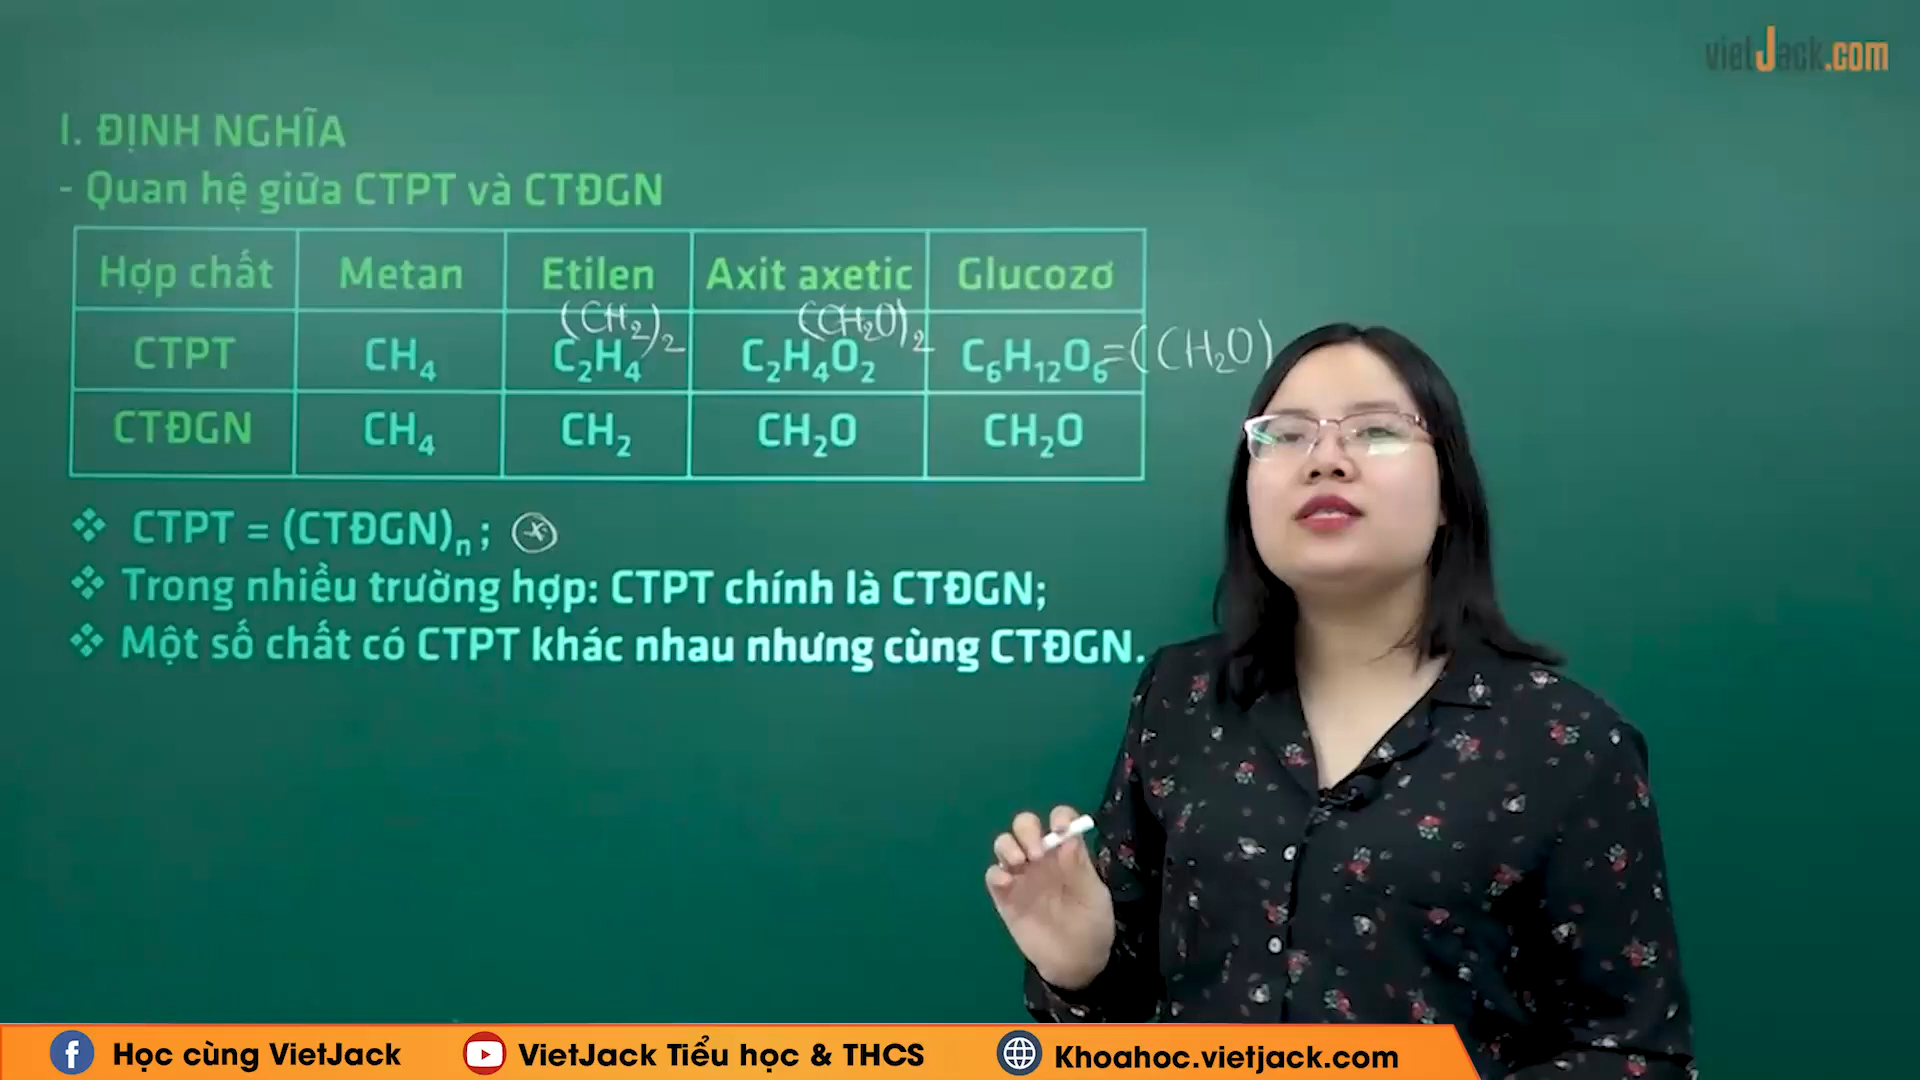 vietJack.com
I. ĐỊNH NGHĨA
- Quan hệ giữa CTPT và CTĐGN
Hợp chất Metan Etilen Axit axetic Glucozơ
(CH₂)₂ (CH₂O)₂
CTPT CH₄ C₂H₄ C₂H₄O₂ C₆H₁₂O₆ =(CH₂O)
CTĐGN CH₄ CH₂ CH₂O CH₂O
❖ CTPT = (CTĐGN)ₙ; *
❖ Trong nhiều trường hợp: CTPT chính là CTĐGN;
❖ Một số chất có CTPT khác nhau nhưng cùng CTĐGN.
Học cùng VietJack VietJack Tiểu học & THCS Khoahoc.vietjack.com